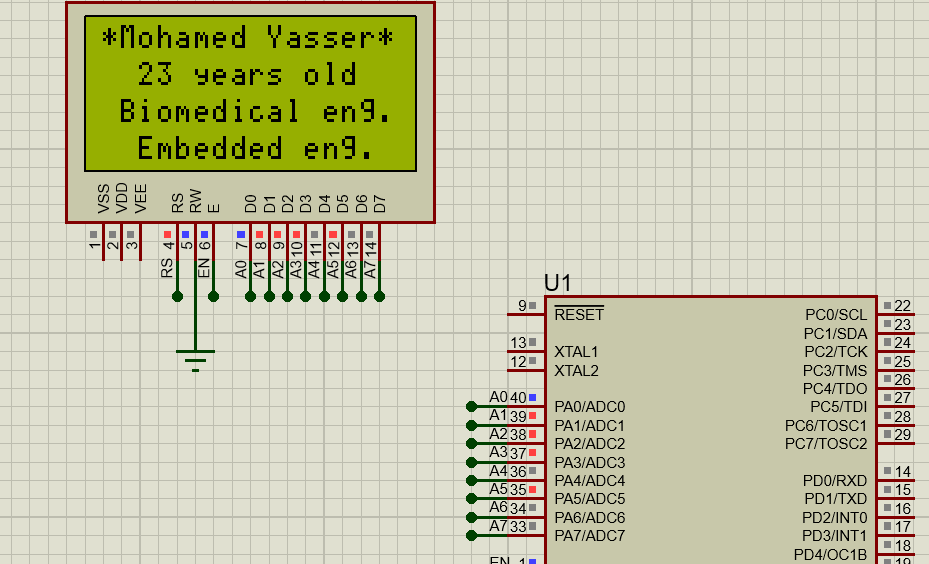 *Mohamed Yasser*
23 years old
Biomedical eng.
Embedded eng.
VSS VDD VEE RS RW E D0 D1 D2 D3 D4 D5 D6 D7
1 2 3 4 5 6 7 8 9 10 11 12 13 14
RS EN A0 A1 A2 A3 A4 A5 A6 A7
U1
9 RESET PC0/SCL 22
PC1/SDA 23
13 XTAL1 PC2/TCK 24
12 XTAL2 PC3/TMS 25
PC4/TDO 26
A0 40 PA0/ADC0 PC5/TDI 27
A1 39 PA1/ADC1 PC6/TOSC1 28
A2 38 PA2/ADC2 PC7/TOSC2 29
A3 37 PA3/ADC3
A4 36 PA4/ADC4 PD0/RXD 14
A5 35 PA5/ADC5 PD1/TXD 15
A6 34 PA6/ADC6 PD2/INT0 16
A7 33 PA7/ADC7 PD3/INT1 17
PD4/OC1B 18
EN 1 19